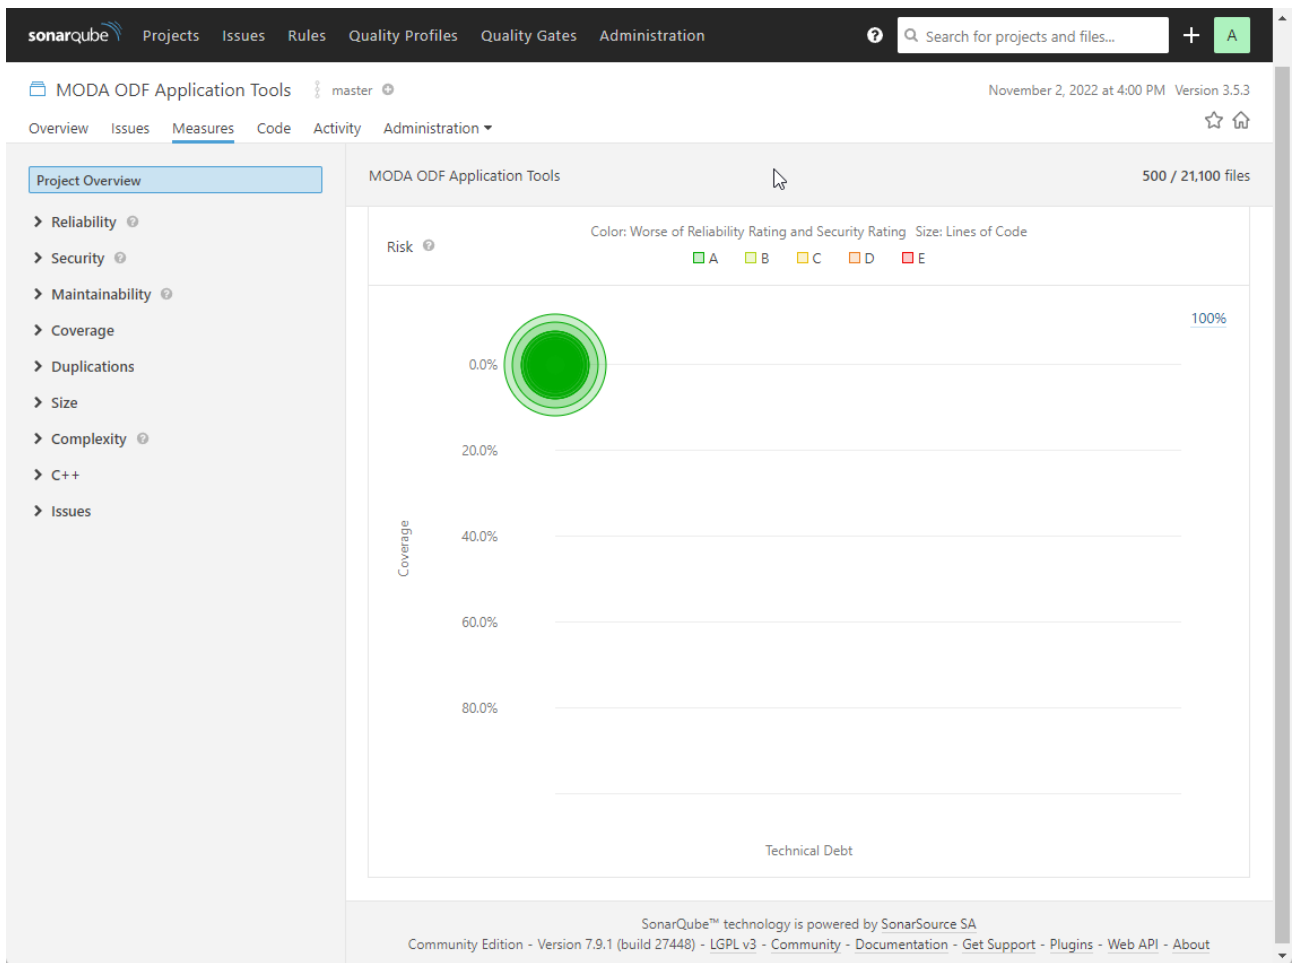 sonarqube Projects Issues Rules Quality Profiles Quality Gates Administration ? Search for projects and files... + A
MODA ODF Application Tools master November 2, 2022 at 4:00 PM Version 3.5.3
Overview Issues Measures Code Activity Administration
Project Overview
Reliability ?
Security ?
Maintainability ?
Coverage
Duplications
Size
Complexity ?
C++
Issues
MODA ODF Application Tools 500 / 21,100 files
Risk ? Color: Worse of Reliability Rating and Security Rating Size: Lines of Code
A B C D E
100%
0.0%
20.0%
40.0%
60.0%
80.0%
Coverage
Technical Debt
SonarQube™ technology is powered by SonarSource SA
Community Edition - Version 7.9.1 (build 27448) - LGPL v3 - Community - Documentation - Get Support - Plugins - Web API - About